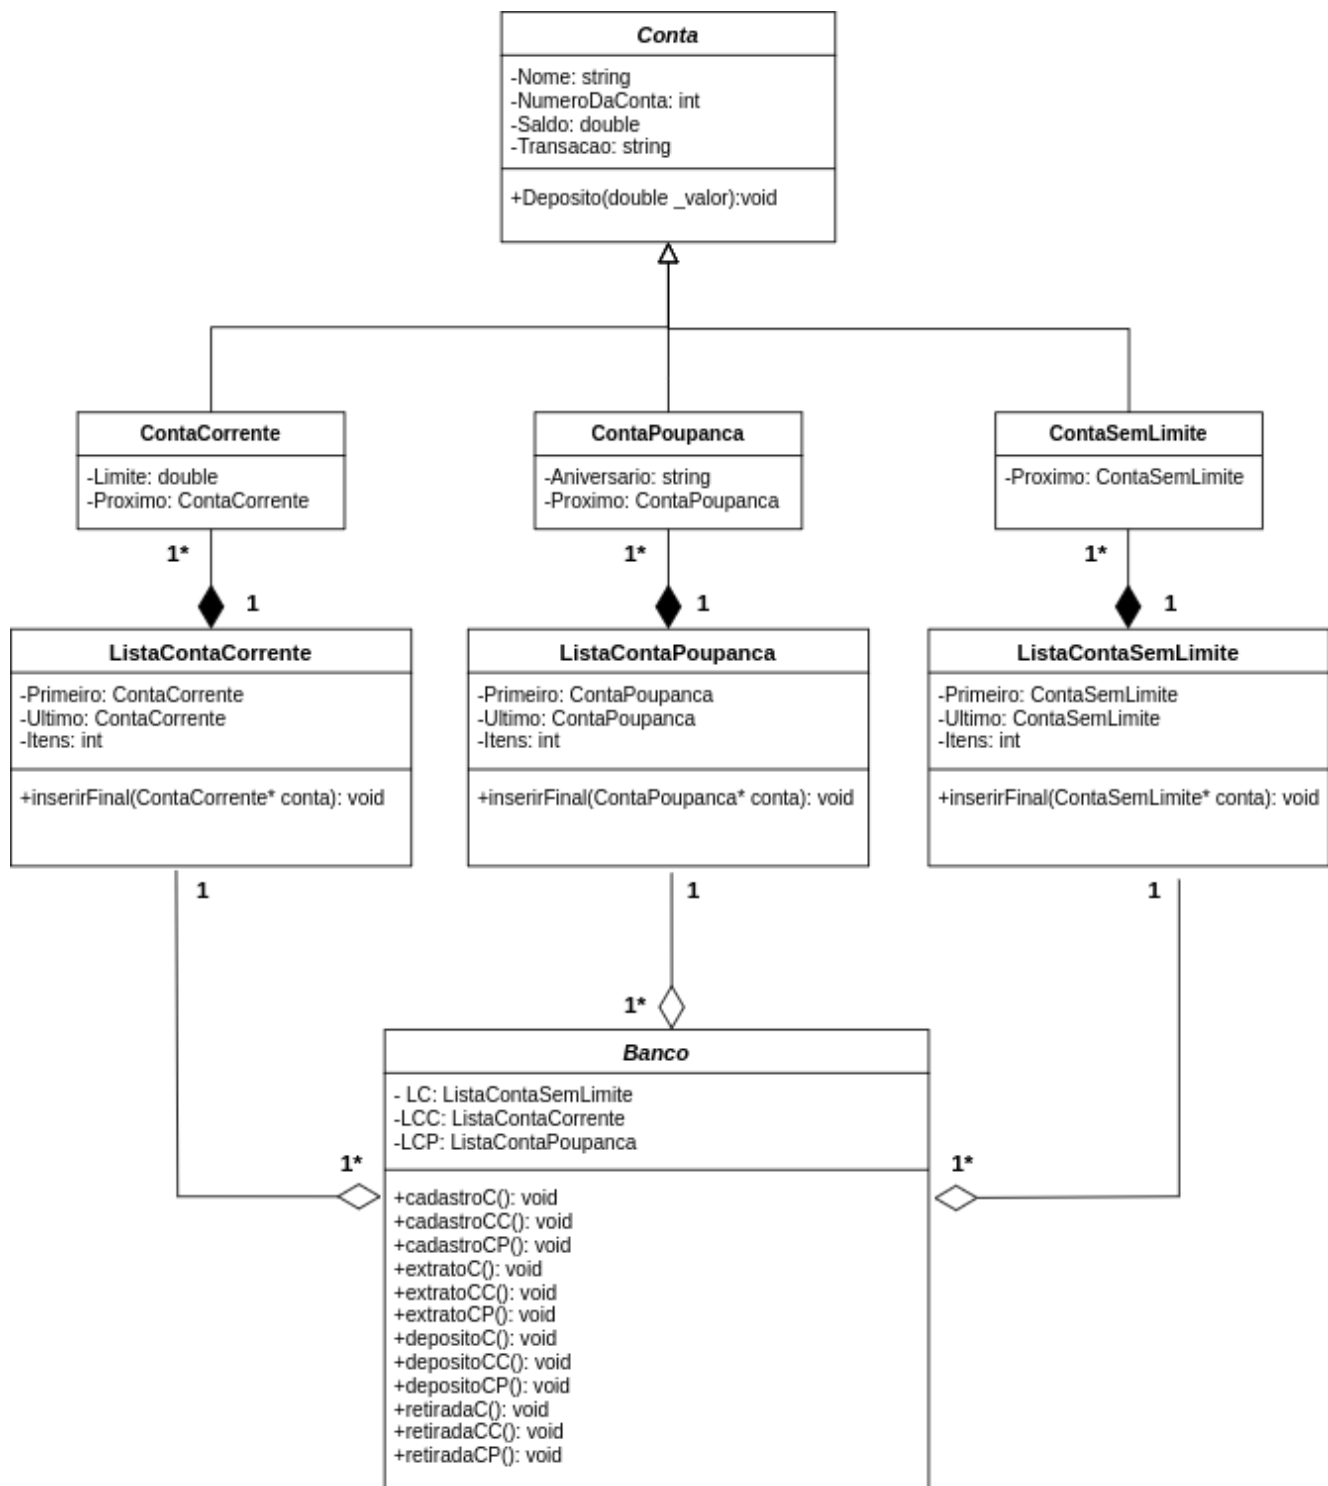 Conta
-Nome: string
-NumeroDaConta: int
-Saldo: double
-Transacao: string
+Deposito(double _valor):void
ContaCorrente
-Limite: double
-Proximo: ContaCorrente
1*
1
ContaPoupanca
-Aniversario: string
-Proximo: ContaPoupanca
1*
1
ContaSemLimite
-Proximo: ContaSemLimite
1*
1
ListaContaCorrente
-Primeiro: ContaCorrente
-Ultimo: ContaCorrente
-Itens: int
+inserirFinal(ContaCorrente* conta): void
1
ListaContaPoupanca
-Primeiro: ContaPoupanca
-Ultimo: ContaPoupanca
-Itens: int
+inserirFinal(ContaPoupanca* conta): void
1
ListaContaSemLimite
-Primeiro: ContaSemLimite
-Ultimo: ContaSemLimite
-Itens: int
+inserirFinal(ContaSemLimite* conta): void
1
1*
Banco
- LC: ListaContaSemLimite
-LCC: ListaContaCorrente
-LCP: ListaContaPoupanca
1*
1*
+cadastroC(): void
+cadastroCC(): void
+cadastroCP(): void
+extratoC(): void
+extratoCC(): void
+extratoCP(): void
+depositoC(): void
+depositoCC(): void
+depositoCP(): void
+retiradaC(): void
+retiradaCC(): void
+retiradaCP(): void